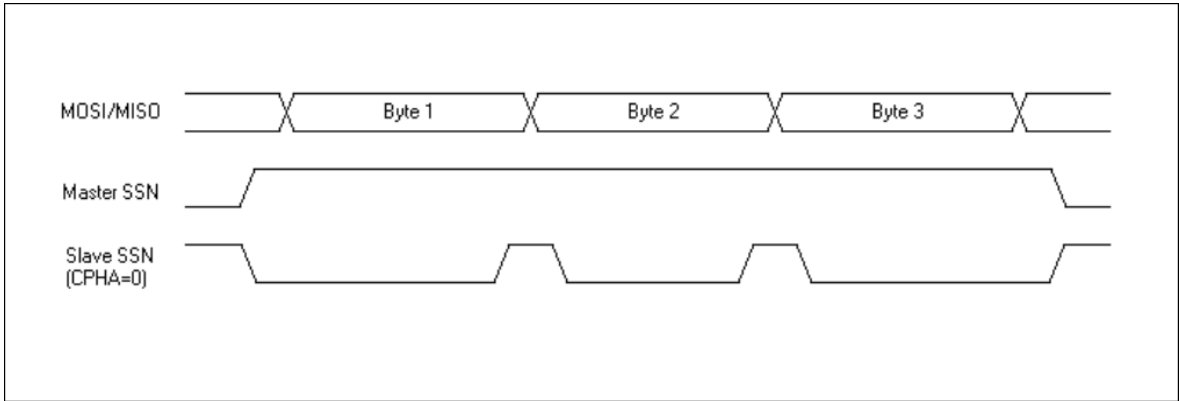 MOSI/MISO
Byte 1
Byte 2
Byte 3
Master SSN
Slave SSN
(CPHA=0)